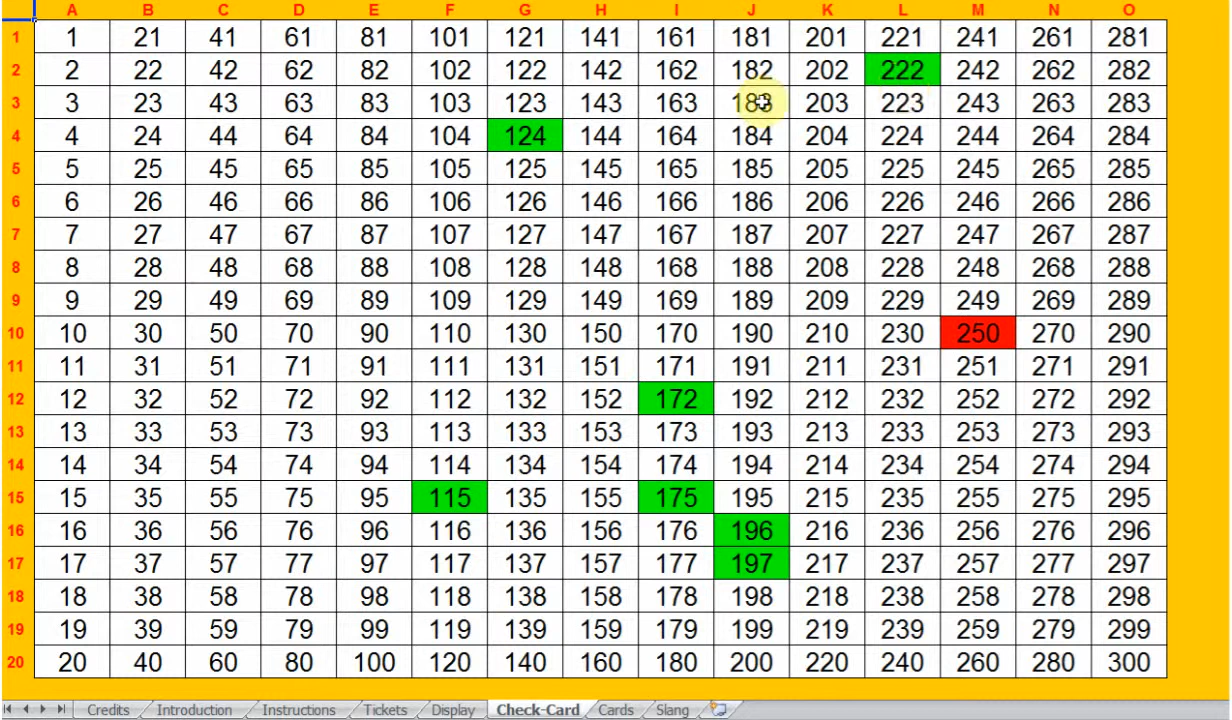 A B C D E F G H I J K L M N O
1 1 21 41 61 81 101 121 141 161 181 201 221 241 261 281
2 2 22 42 62 82 102 122 142 162 182 202 222 242 262 282
3 3 23 43 63 83 103 123 143 163 183 203 223 243 263 283
4 4 24 44 64 84 104 124 144 164 184 204 224 244 264 284
5 5 25 45 65 85 105 125 145 165 185 205 225 245 265 285
6 6 26 46 66 86 106 126 146 166 186 206 226 246 266 286
7 7 27 47 67 87 107 127 147 167 187 207 227 247 267 287
8 8 28 48 68 88 108 128 148 168 188 208 228 248 268 288
9 9 29 49 69 89 109 129 149 169 189 209 229 249 269 289
10 10 30 50 70 90 110 130 150 170 190 210 230 250 270 290
11 11 31 51 71 91 111 131 151 171 191 211 231 251 271 291
12 12 32 52 72 92 112 132 152 172 192 212 232 252 272 292
13 13 33 53 73 93 113 133 153 173 193 213 233 253 273 293
14 14 34 54 74 94 114 134 154 174 194 214 234 254 274 294
15 15 35 55 75 95 115 135 155 175 195 215 235 255 275 295
16 16 36 56 76 96 116 136 156 176 196 216 236 256 276 296
17 17 37 57 77 97 117 137 157 177 197 217 237 257 277 297
18 18 38 58 78 98 118 138 158 178 198 218 238 258 278 298
19 19 39 59 79 99 119 139 159 179 199 219 239 259 279 299
20 20 40 60 80 100 120 140 160 180 200 220 240 260 280 300
Credits Introduction Instructions Tickets Display Check-Card Cards Slang